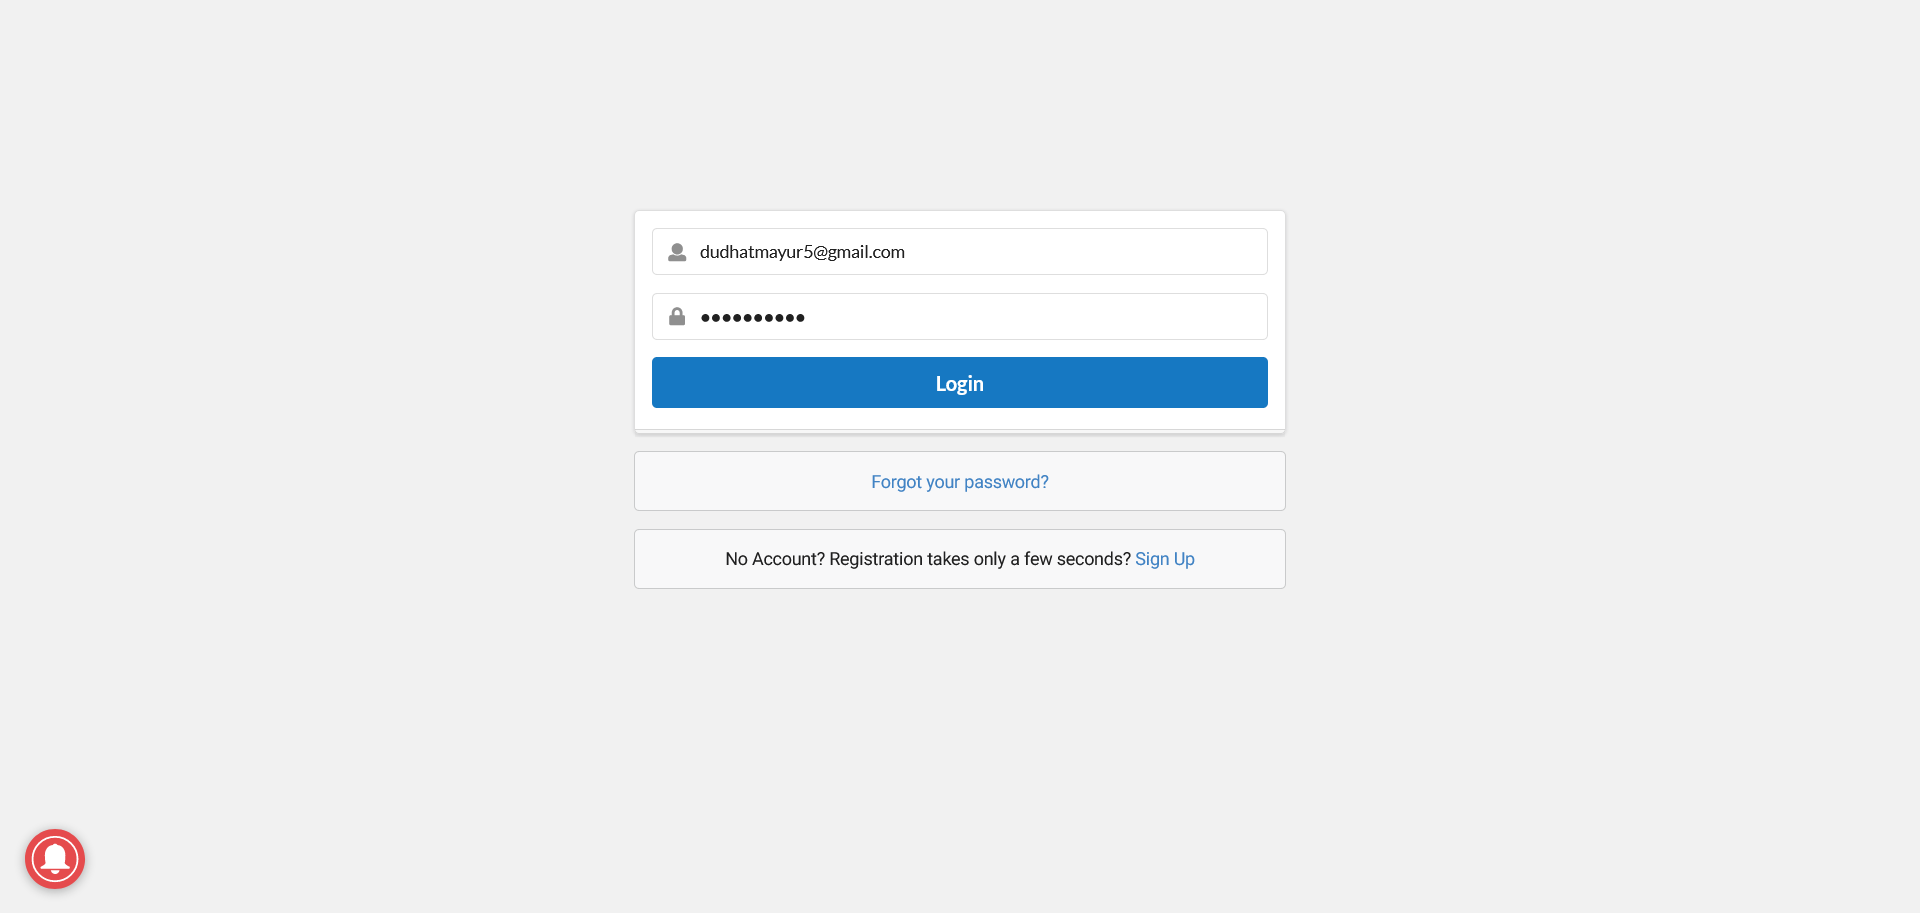 dudhatmayur5@gmail.com
••••••••••
Login
Forgot your password?
No Account? Registration takes only a few seconds? Sign Up